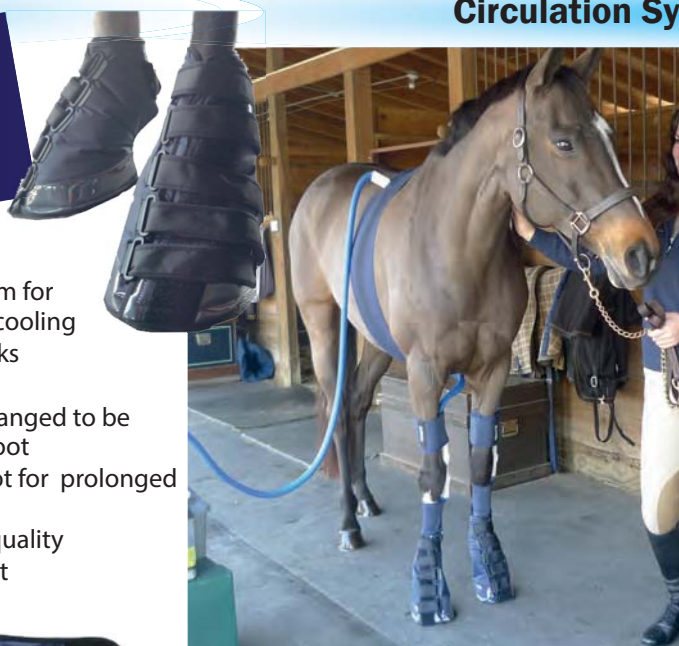 Circulation Sy
m for
cooling
ks
anged to be
oot
ot for prolonged
uality
t